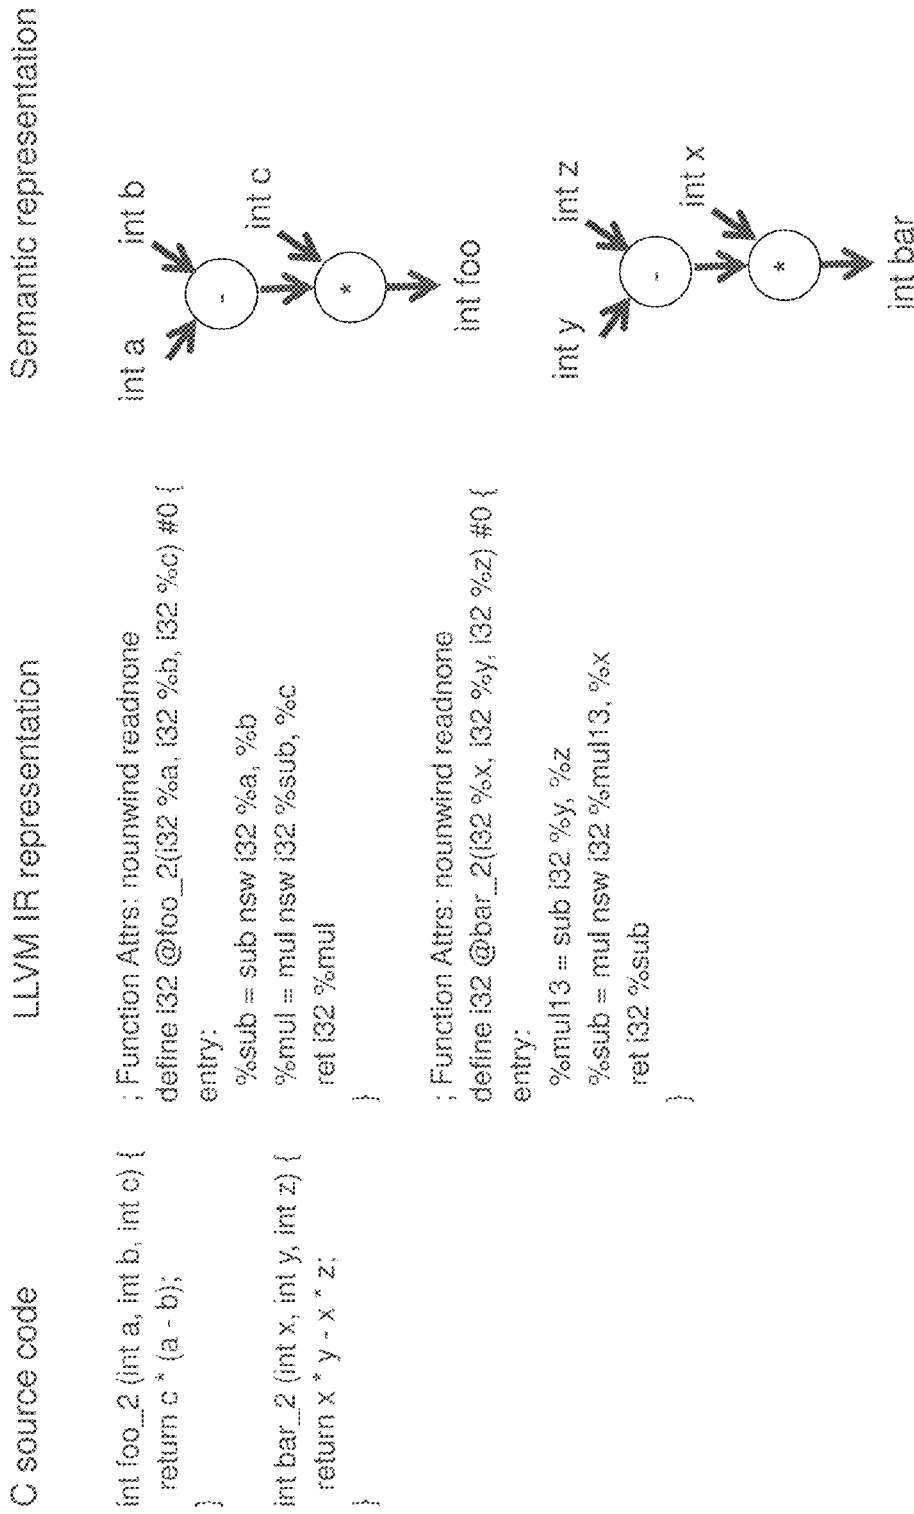 C source code
int foo_2 (int a, int b, int c) {
return c * (a - b);
}
int bar_2 (int x, int y, int z) {
return x * y - x * z;
}
LLVM IR representation
; Function Attrs: nounwind readnone
define i32 @foo_2(i32 %a, i32 %b, i32 %c) #0 {
entry:
%sub = sub nsw i32 %a, %b
%mul = mul nsw i32 %sub, %c
ret i32 %mul
}
; Function Attrs: nounwind readnone
define i32 @bar_2(i32 %x, i32 %y, i32 %z) #0 {
entry:
%mul13 = sub i32 %y, %z
%sub = mul nsw i32 %mul13, %x
ret i32 %sub
}
Semantic representation
int a
int b
-
int c
*
int foo
int y
int z
-
int x
*
int bar